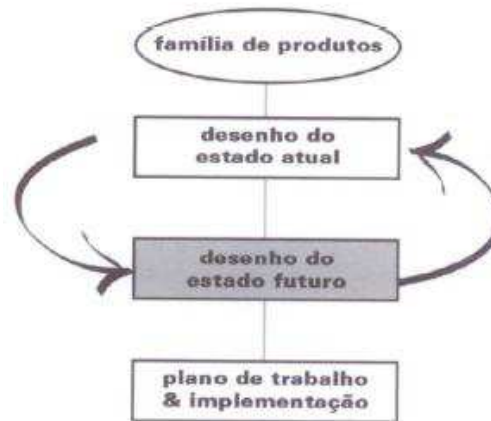 família de produtos
desenho do
estado atual
desenho do
estado futuro
plano de trabalho
& implementação